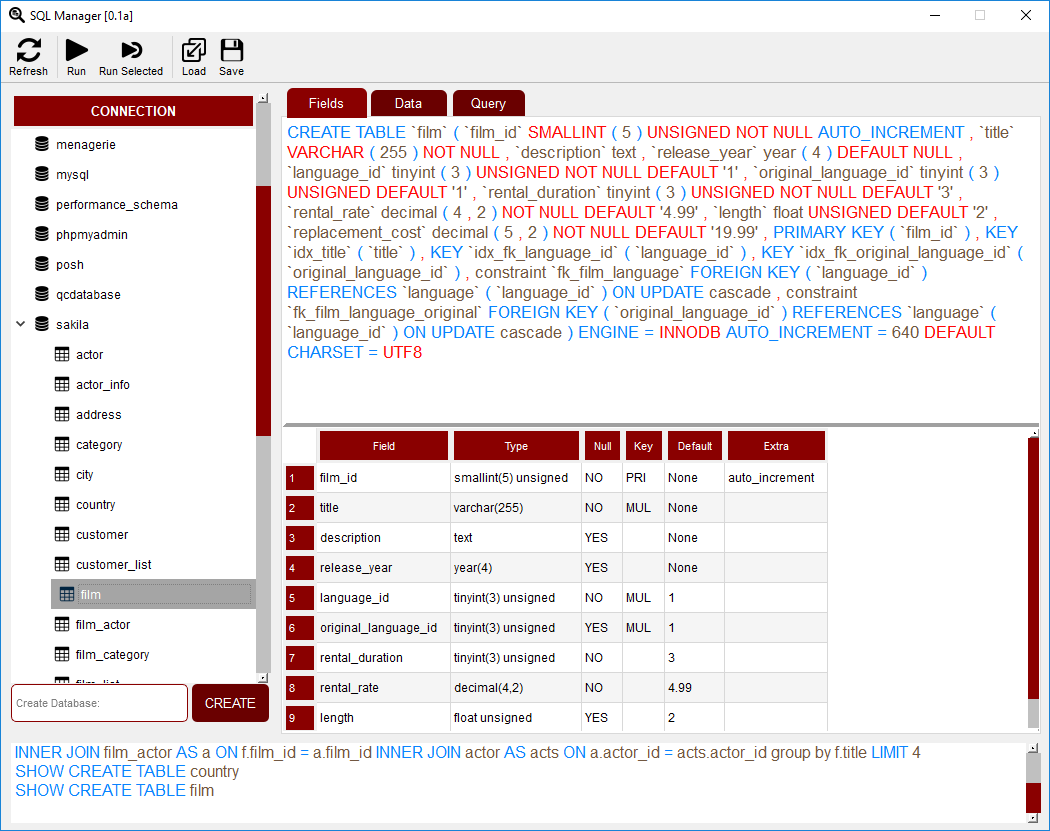 SQL Manager [0.1a]
Refresh Run Run Selected Load Save
CONNECTION
menagerie
mysql
performance_schema
phpmyadmin
posh
qcdatabase
sakila
actor
actor_info
address
category
city
country
customer
customer_list
film
film_actor
film_category
film_list
Create Database: CREATE
Fields Data Query
CREATE TABLE `film` ( `film_id` SMALLINT ( 5 ) UNSIGNED NOT NULL AUTO_INCREMENT , `title`
VARCHAR ( 255 ) NOT NULL , `description` text , `release_year` year ( 4 ) DEFAULT NULL ,
`language_id` tinyint ( 3 ) UNSIGNED NOT NULL DEFAULT '1' , `original_language_id` tinyint ( 3 )
UNSIGNED DEFAULT '1' , `rental_duration` tinyint ( 3 ) UNSIGNED NOT NULL DEFAULT '3' ,
`rental_rate` decimal ( 4 , 2 ) NOT NULL DEFAULT '4.99' , `length` float UNSIGNED DEFAULT '2' ,
`replacement_cost` decimal ( 5 , 2 ) NOT NULL DEFAULT '19.99' , PRIMARY KEY ( `film_id` ) , KEY
`idx_title` ( `title` ) , KEY `idx_fk_language_id` ( `language_id` ) , KEY `idx_fk_original_language_id` (
`original_language_id` ) , constraint `fk_film_language` FOREIGN KEY ( `language_id` )
REFERENCES `language` ( `language_id` ) ON UPDATE cascade , constraint
`fk_film_language_original` FOREIGN KEY ( `original_language_id` ) REFERENCES `language` (
`language_id` ) ON UPDATE cascade ) ENGINE = INNODB AUTO_INCREMENT = 640 DEFAULT
CHARSET = UTF8
Field Type Null Key Default Extra
1 film_id smallint(5) unsigned NO PRI None auto_increment
2 title varchar(255) NO MUL None
3 description text YES None
4 release_year year(4) YES None
5 language_id tinyint(3) unsigned NO MUL 1
6 original_language_id tinyint(3) unsigned YES MUL 1
7 rental_duration tinyint(3) unsigned NO 3
8 rental_rate decimal(4,2) NO 4.99
9 length float unsigned YES 2
INNER JOIN film_actor AS a ON f.film_id = a.film_id INNER JOIN actor AS acts ON a.actor_id = acts.actor_id group by f.title LIMIT 4
SHOW CREATE TABLE country
SHOW CREATE TABLE film